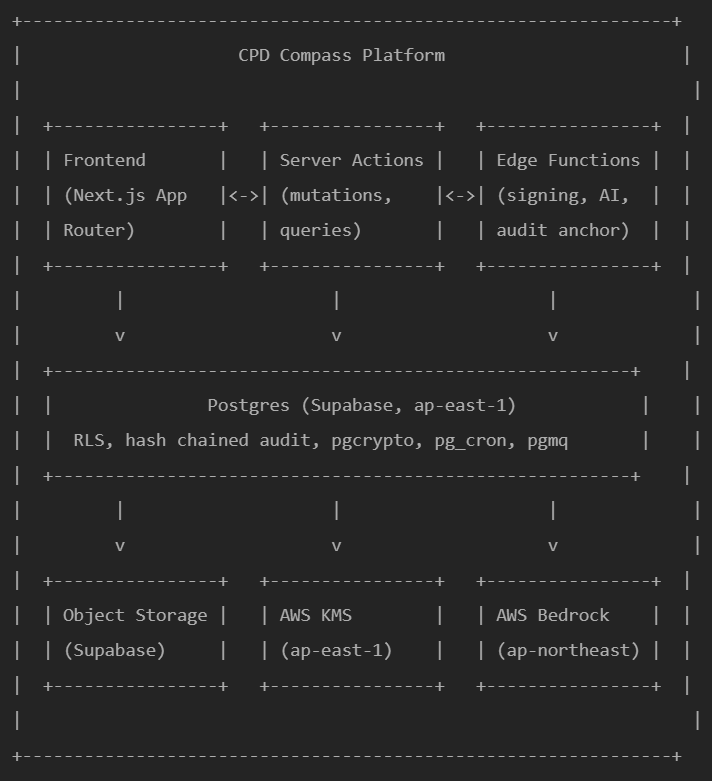 +---------------------------------------------------------------+
|                     CPD Compass Platform                       |
|                                                                 |
|  +----------------+   +----------------+   +----------------+  |
|  | Frontend       |   | Server Actions |   | Edge Functions |  |
|  | (Next.js App   |<->| (mutations,    |<->| (signing, AI,  |  |
|  | Router)        |   | queries)       |   | audit anchor)  |  |
|  +----------------+   +----------------+   +----------------+  |
|         |                    |                    |             |
|         v                    v                    v             |
|  +--------------------------------------------------------+    |
|  |               Postgres (Supabase, ap-east-1)            |    |
|  |  RLS, hash chained audit, pgcrypto, pg_cron, pgmq       |    |
|  +--------------------------------------------------------+    |
|         |                    |                    |             |
|         v                    v                    v             |
|  +----------------+   +----------------+   +----------------+  |
|  | Object Storage |   | AWS KMS        |   | AWS Bedrock    |  |
|  | (Supabase)     |   | (ap-east-1)    |   | (ap-northeast) |  |
|  +----------------+   +----------------+   +----------------+  |
|                                                                 |
+---------------------------------------------------------------+